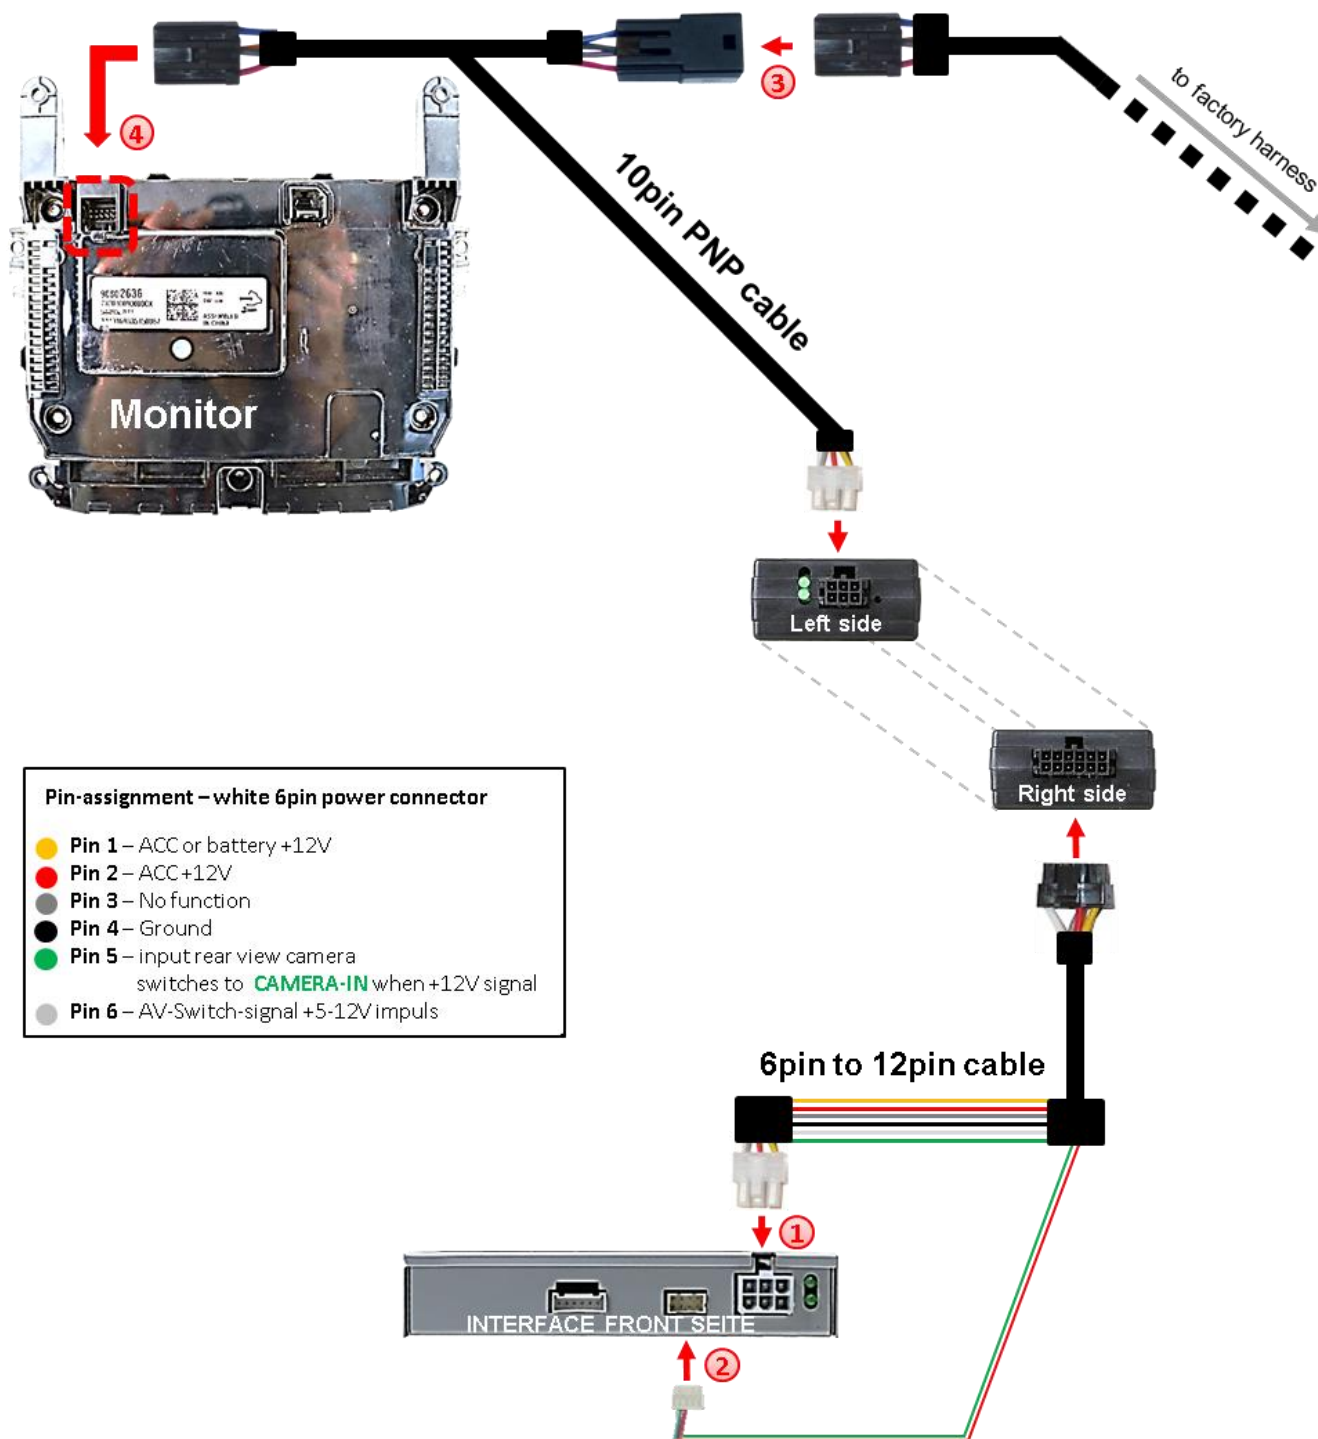 to factory harness
3
4
10pin PNP cable
2636
Monitor
Left side
Right side
Pin-assignment – white 6pin power connector
Pin 1 – ACC or battery +12V
Pin 2 – ACC +12V
Pin 3 – No function
Pin 4 – Ground
Pin 5 – input rear view camera
switches to CAMERA-IN when +12V signal
Pin 6 – AV-Switch-signal +5-12V impuls
6pin to 12pin cable
1
INTERFACE FRONT SEITE
2